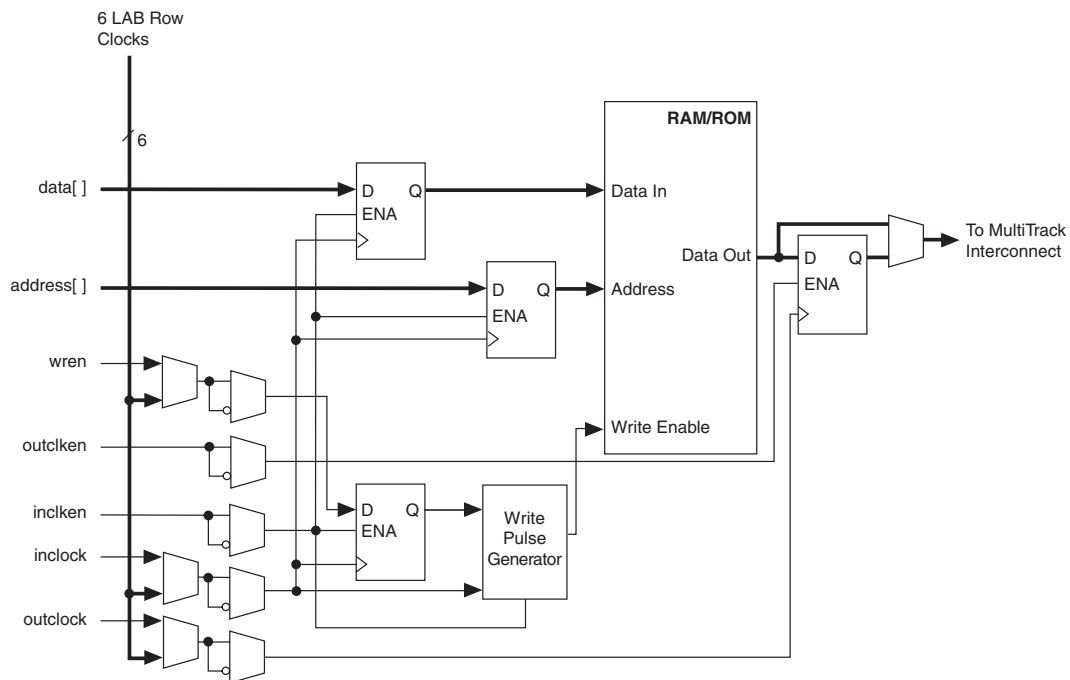 6 LAB Row
Clocks
6
RAM/ROM
data[ ]
D Q
ENA
Data In
To MultiTrack
Interconnect
Data Out
D Q
ENA
address[ ]
D Q
ENA
Address
wren
Write Enable
outclken
inclken
D Q
ENA
Write
Pulse
Generator
inclock
outclock